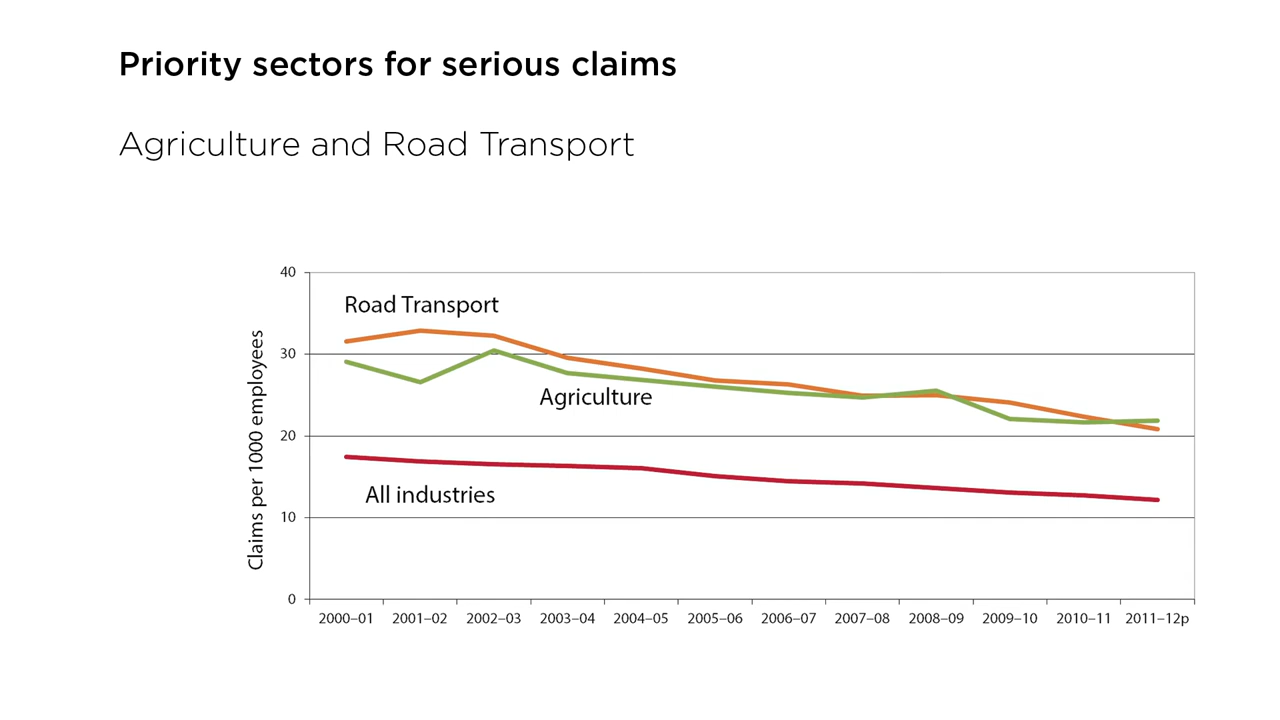 Priority sectors for serious claims
Agriculture and Road Transport
Claims per 1000 employees
40
30
20
10
0
Road Transport
Agriculture
All industries
2000–01 2001–02 2002–03 2003–04 2004–05 2005–06 2006–07 2007–08 2008–09 2009–10 2010–11 2011–12p